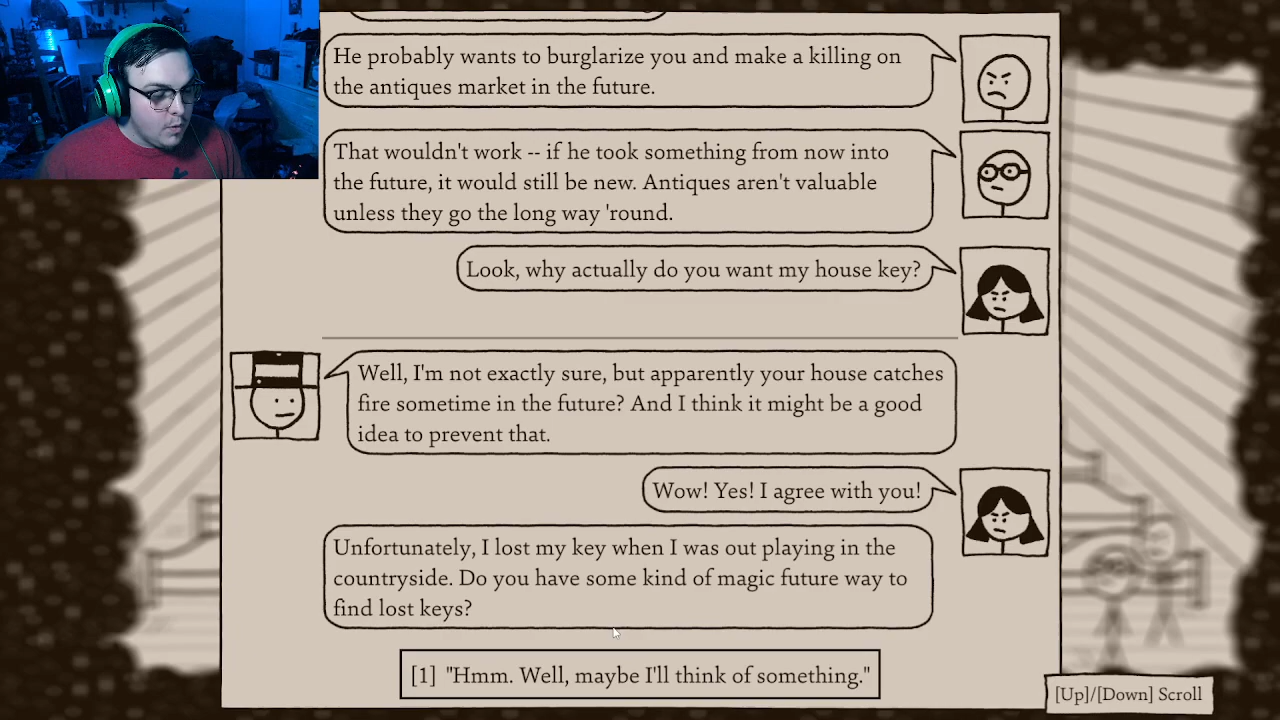 He probably wants to burglarize you and make a killing on
the antiques market in the future.
That wouldn't work -- if he took something from now into
the future, it would still be new. Antiques aren't valuable
unless they go the long way 'round.
Look, why actually do you want my house key?
Well, I'm not exactly sure, but apparently your house catches
fire sometime in the future? And I think it might be a good
idea to prevent that.
Wow! Yes! I agree with you!
Unfortunately, I lost my key when I was out playing in the
countryside. Do you have some kind of magic future way to
find lost keys?
[1] "Hmm. Well, maybe I'll think of something."
[Up]/[Down] Scroll